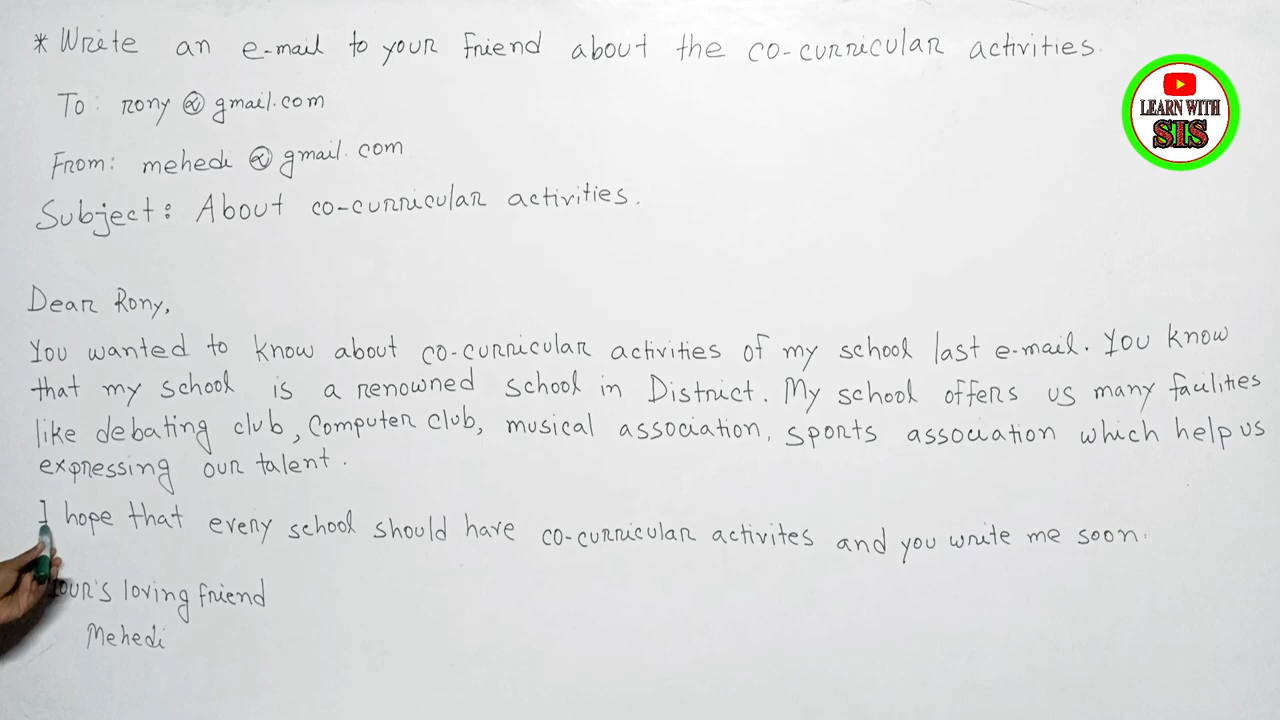 * Write an e-mail to your friend about the co-curricular activities.
LEARN WITH
SIS
To: rony @ gmail.com
From: mehedi @ gmail.com
Subject: About co-curricular activities.
Dear Rony,
You wanted to know about co-curricular activities of my school last e-mail. You know
that my school is a renowned school in District. My school offers us many facilities
like debating club, Computer club, musical association, sports association which help us
expressing our talent.
I hope that every school should have co-curricular activites and you write me soon.
Your's loving friend
Mehedi